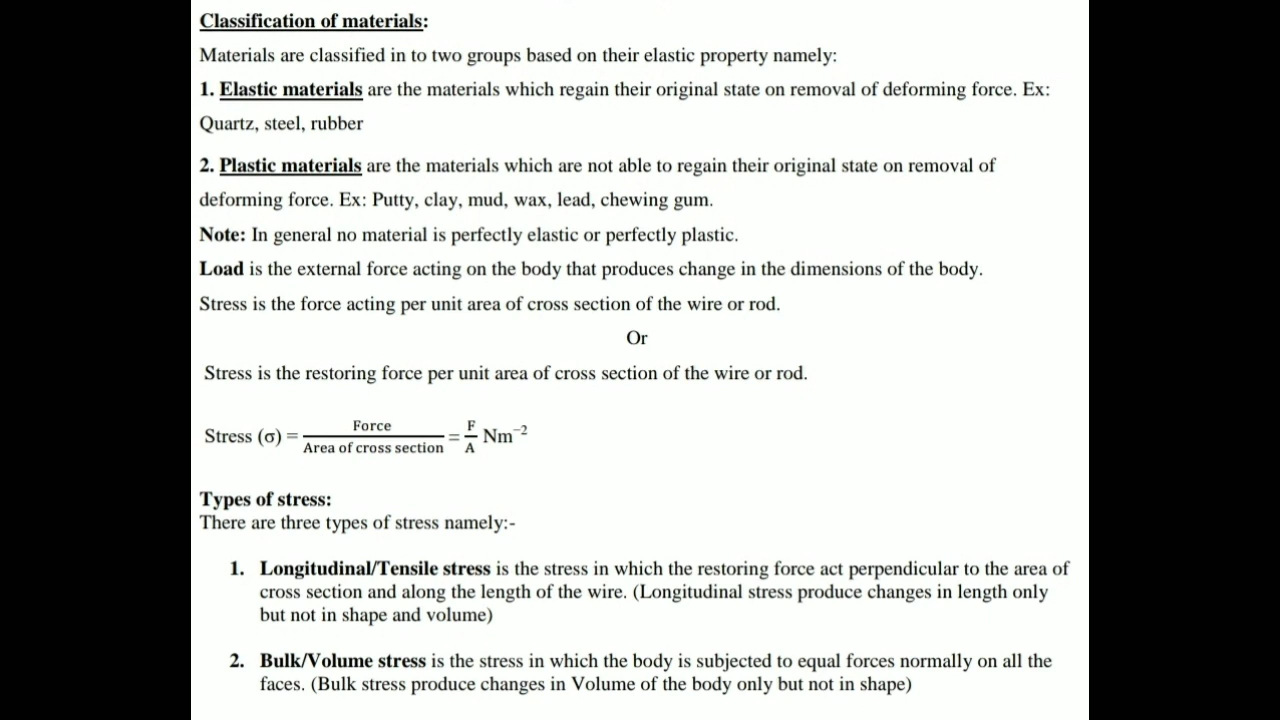 Classification of materials:
Materials are classified in to two groups based on their elastic property namely:
1. Elastic materials are the materials which regain their original state on removal of deforming force. Ex:
Quartz, steel, rubber
2. Plastic materials are the materials which are not able to regain their original state on removal of
deforming force. Ex: Putty, clay, mud, wax, lead, chewing gum.
Note: In general no material is perfectly elastic or perfectly plastic.
Load is the external force acting on the body that produces change in the dimensions of the body.
Stress is the force acting per unit area of cross section of the wire or rod.
Or
Stress is the restoring force per unit area of cross section of the wire or rod.
Stress (σ) = Force / Area of cross section = F / A Nm⁻²
Types of stress:
There are three types of stress namely:-
1. Longitudinal/Tensile stress is the stress in which the restoring force act perpendicular to the area of
cross section and along the length of the wire. (Longitudinal stress produce changes in length only
but not in shape and volume)
2. Bulk/Volume stress is the stress in which the body is subjected to equal forces normally on all the
faces. (Bulk stress produce changes in Volume of the body only but not in shape)